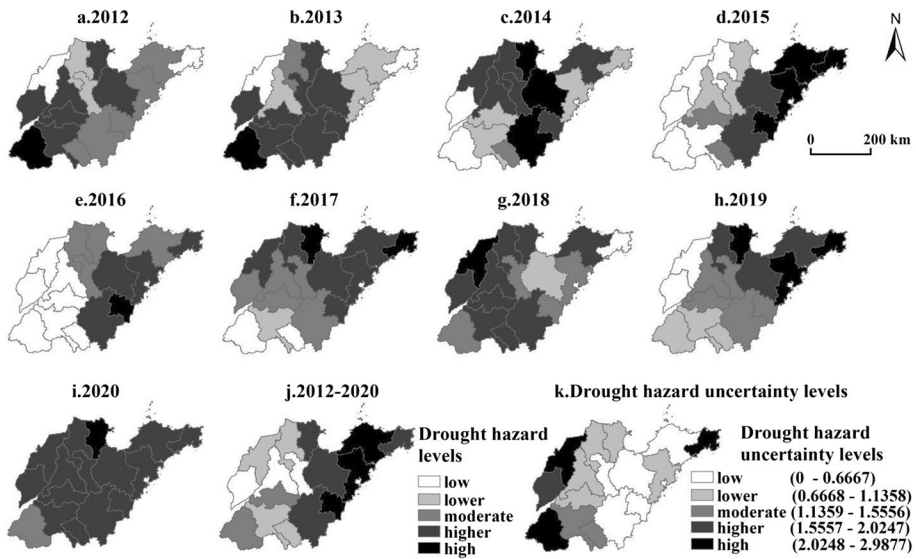 a.2012
b.2013
c.2014
d.2015
N
0 200 km
e.2016
f.2017
g.2018
h.2019
i.2020
j.2012-2020
k.Drought hazard uncertainty levels
Drought hazard
levels
low
lower
moderate
higher
high
Drought hazard
uncertainty levels
low (0 - 0.6667)
lower (0.6668 - 1.1358)
moderate (1.1359 - 1.5556)
higher (1.5557 - 2.0247)
high (2.0248 - 2.9877)